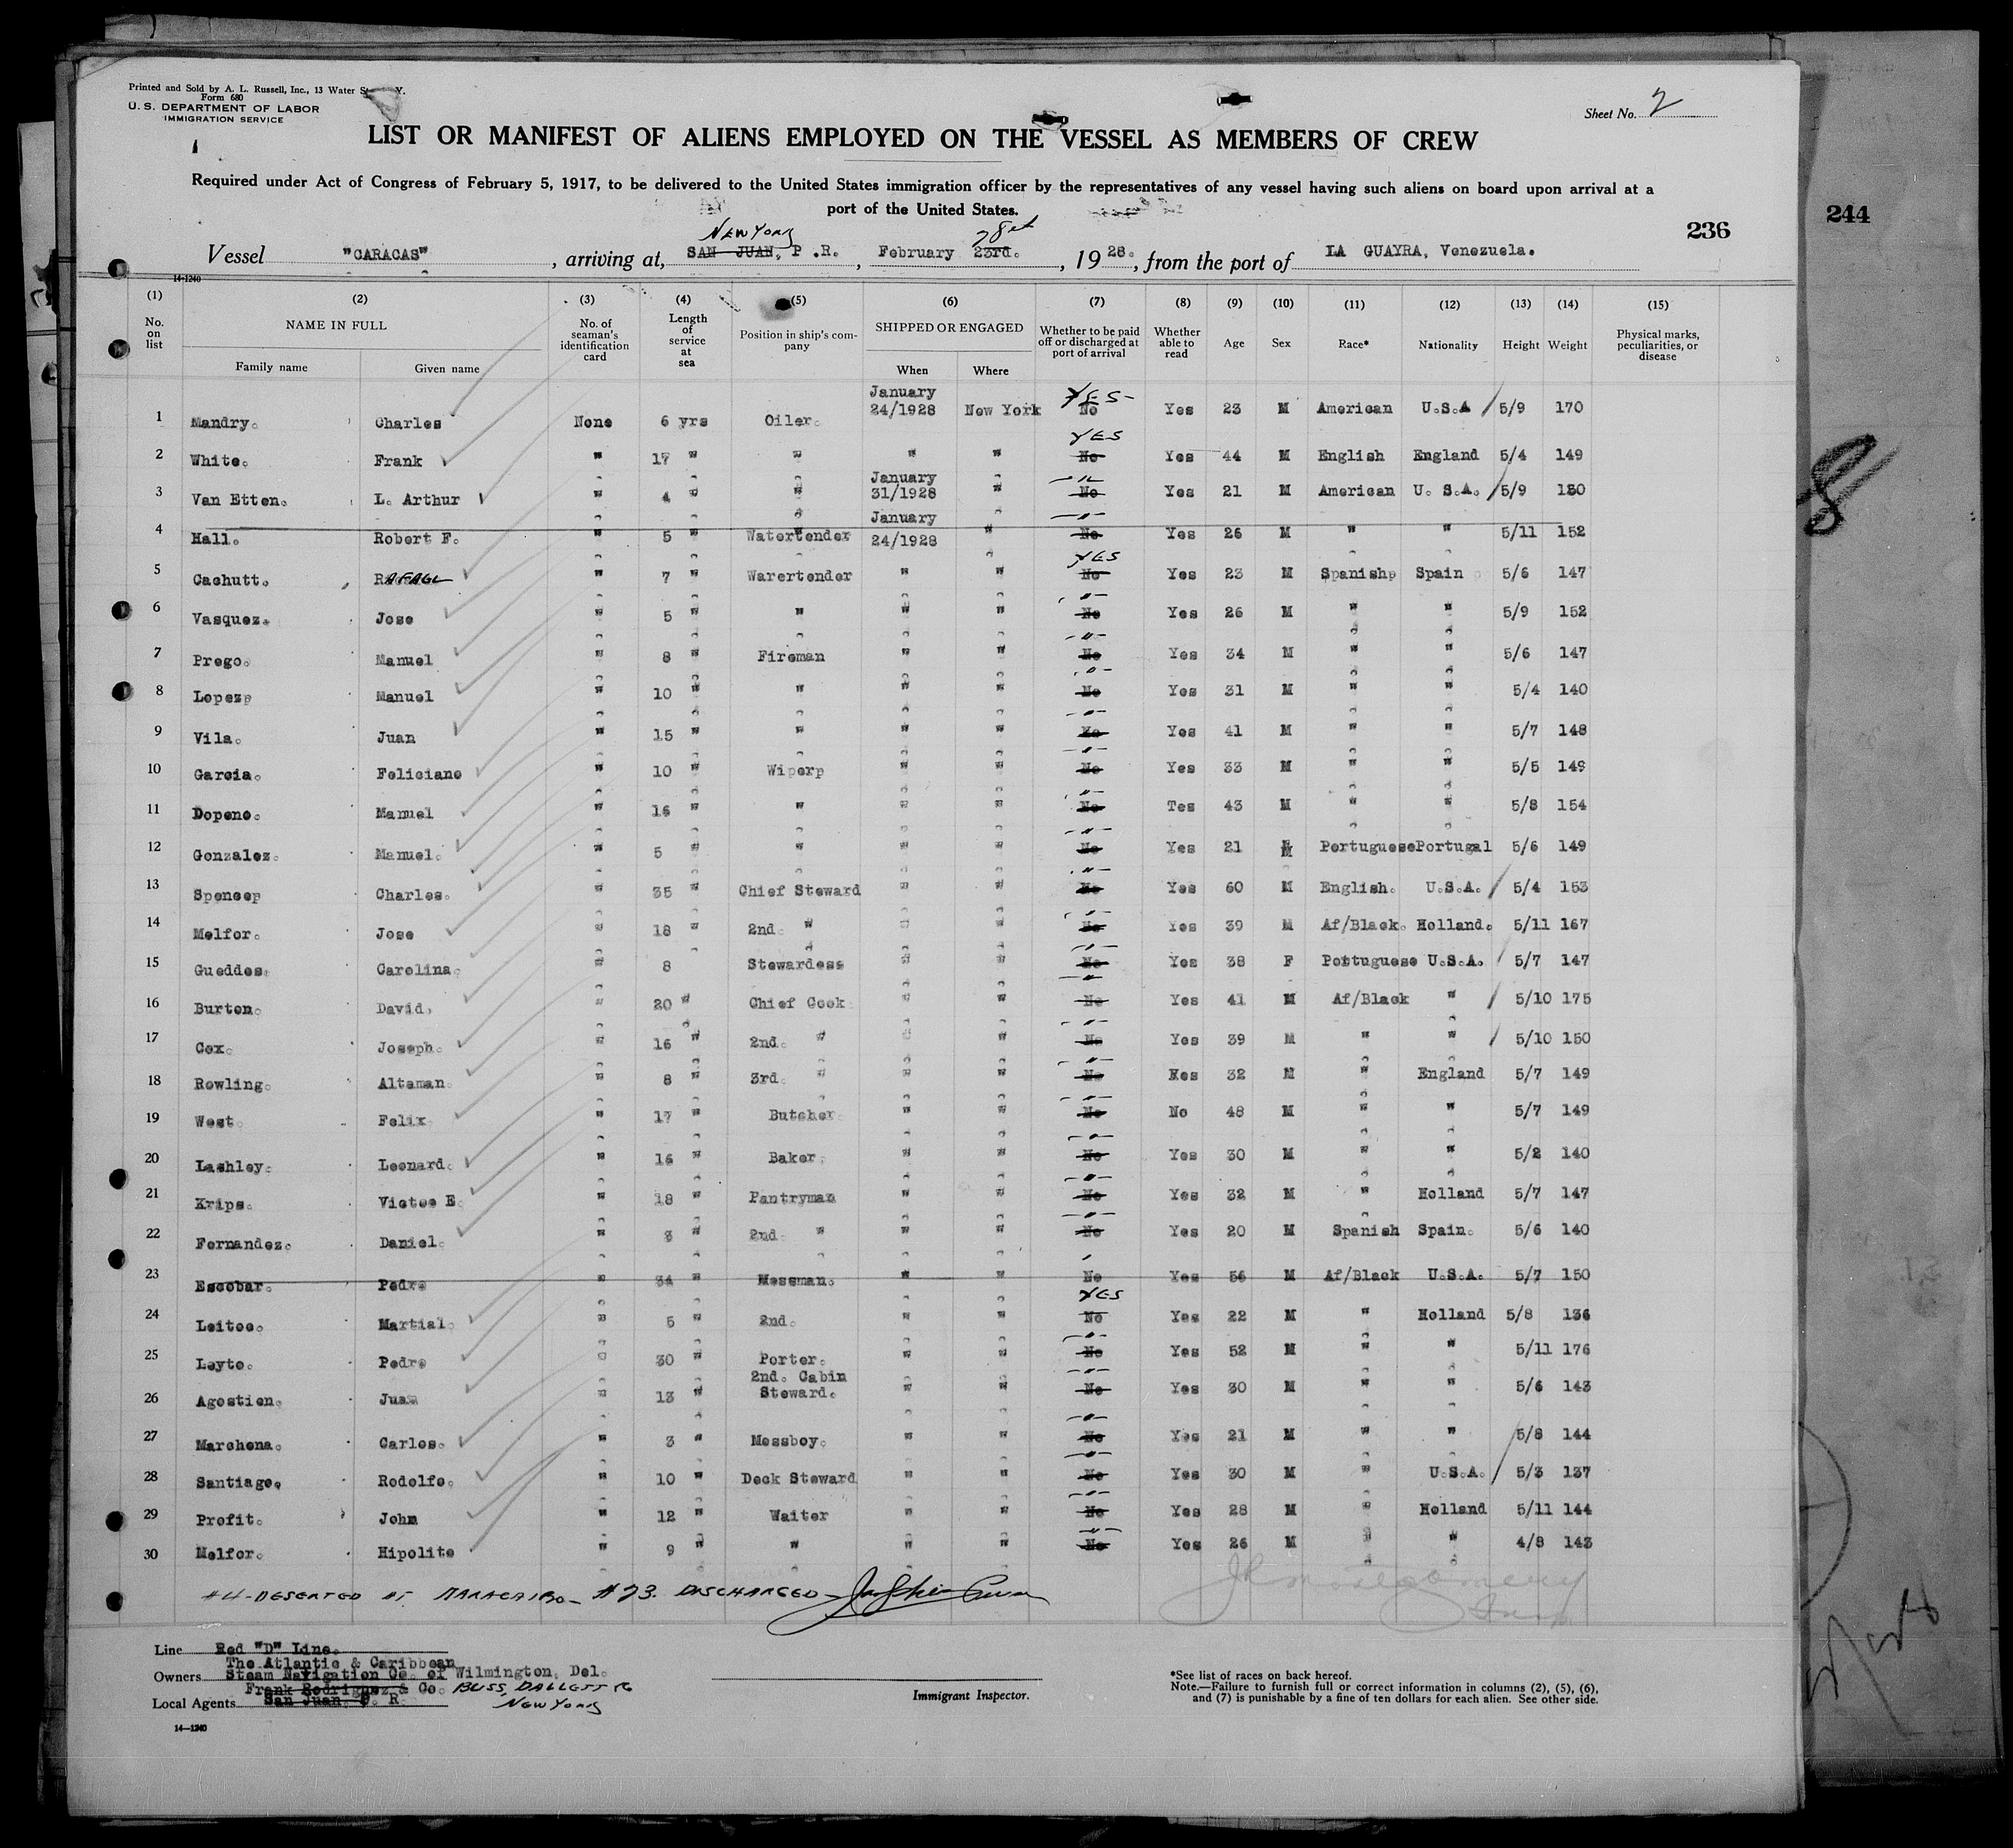 Printed and Sold by A. L. Russell, Inc., 13 Water Y.
Form 680
U. S. DEPARTMENT OF LABOR
IMMIGRATION SERVICE
Sheet No. 2
LIST OR MANIFEST OF ALIENS EMPLOYED ON THE VESSEL AS MEMBERS OF CREW
Required under Act of Congress of February 5, 1917, to be delivered to the United States immigration officer by the representatives of any vessel having such aliens on board upon arrival at a
port of the United States.
236
244
NEW YORK 28st
Vessel "CARACAS", arriving at, SAN JUAN, P.R., February 23rd., 1928., from the port of LA GUAYRA, Venezuela.
14-1240
(1) (2) (3) (4) (5) (6) (7) (8) (9) (10) (11) (12) (13) (14) (15)
No. on list NAME IN FULL Family name Given name No. of seaman's identification card Length of service at sea Position in ship's company SHIPPED OR ENGAGED When Where Whether to be paid off or discharged at port of arrival Whether able to read Age Sex Race* Nationality Height Weight Physical marks, peculiarities, or disease
1 Mandry. Charles None 6 yrs Oiler. January 24/1928 New York YES- No Yes 23 M American U.S.A / 5/9 170
2 White. Frank " 17 " " " " YES No Yes 44 M English England 5/4 149
3 Van Etten. L. Arthur " 4 " " January 31/1928 " -"- No Yes 21 M American U. S.A. / 5/9 130
4 Hall. Robert F. " 5 " Watertender January 24/1928 " -"- No Yes 26 M " " 5/11 152
5 Cachutt. RAFAEL " 7 " Warertender " " YES No Yes 23 M Spanishp Spain 5/6 147
6 Vasquez. Jose " 5 " " " " -"- No Yes 26 M " " 5/9 152
7 Prego. Manuel " 8 " Fireman " " -"- No Yes 34 M " " 5/6 147
8 Lopezp Manuel " 10 " " " " -"- No Yes 31 M " " 5/4 140
9 Vila. Juan " 15 " " " " -"- No Yes 41 M " " 5/7 148
10 Garcia. Feliciano " 10 " Wiperp " " -"- No Yes 33 M " " 5/5 149
11 Dopeno. Manuel " 16 " " " " -"- No Tes 43 M " " 5/8 154
12 Gonzalez. Manuel. " 5 " " " " -"- No Yes 21 M Portuguese Portugal 5/6 149
13 Spencep Charles. " 35 " Chief Steward " " -"- No Yes 60 M English. U.S.A. / 5/4 153
14 Melfor. Jose " 18 " 2nd. " " " -"- No Yes 39 M Af/Black. Holland. 5/11 167
15 Gueddes. Carolina. " 8 Stewardess " " -"- No Yes 38 F Portuguese U.S.A. / 5/7 147
16 Burton. David. " 20 " Chief Cook " " -"- No Yes 41 M Af/Black " / 5/10 175
17 Cox. Joseph. " 16 " 2nd. " " " -"- No Yes 39 M " " / 5/10 150
18 Rowling. Altaman. " 8 " 3rd. " " " -"- No Kes 32 M " England 5/7 149
19 West. Felix. " 17 " Butcher. " " -"- No No 48 M " " 5/7 149
20 Lashley. Leonard. " 16 " Baker. " " -"- No Yes 30 M " " 5/2 140
21 Krips. Victoe E. " 18 " Pantryman " " -"- No Yes 32 M " Holland 5/7 147
22 Fernandez. Daniel. " 3 " 2nd. " " " -"- No Yes 20 M Spanish Spain. 5/6 140
23 Escobar. Pedro " 34 " Messman. " " No Yes 56 M Af/Black U.S.A. 5/7 150
24 Leitoe. Martial. " 5 " 2nd. " " YES No Yes 22 M " Holland 5/8 136
25 Leyto. Pedro " 30 " Porter. " " -"- No Yes 52 M " " 5/11 176
26 Agostien. Juan " 13 " 2nd. Cabin Steward. " " -"- No Yes 30 M " " 5/6 143
27 Marchena. Carlos. " 3 " Messboy. " " -"- No Yes 21 M " " 5/8 144
28 Santiago. Rodolfo. " 10 " Deck Steward " " -"- No Yes 30 M " U.S.A. / 5/3 137
29 Profit. John " 12 " Waiter " " -"- No Yes 28 M " Holland 5/11 144
30 Melfor. Hipolito " 9 " " " " -"- No Yes 26 M " " 4/8 143
#4-DESERTED AT MARACAIBO- #23. DISCHARGED-
JR Montgomery
Line Red "D" Line.
Owners The Atlantic & Caribbean Steam Navigation Co. of Wilmington, Del.
Local Agents Frank Rodriguez & Co. San Juan. P. R. BLISS, DALLETT & Co NEW YORK
Immigrant Inspector.
*See list of races on back hereof.
Note.—Failure to furnish full or correct information in columns (2), (5), (6),
and (7) is punishable by a fine of ten dollars for each alien. See other side.
14—1240